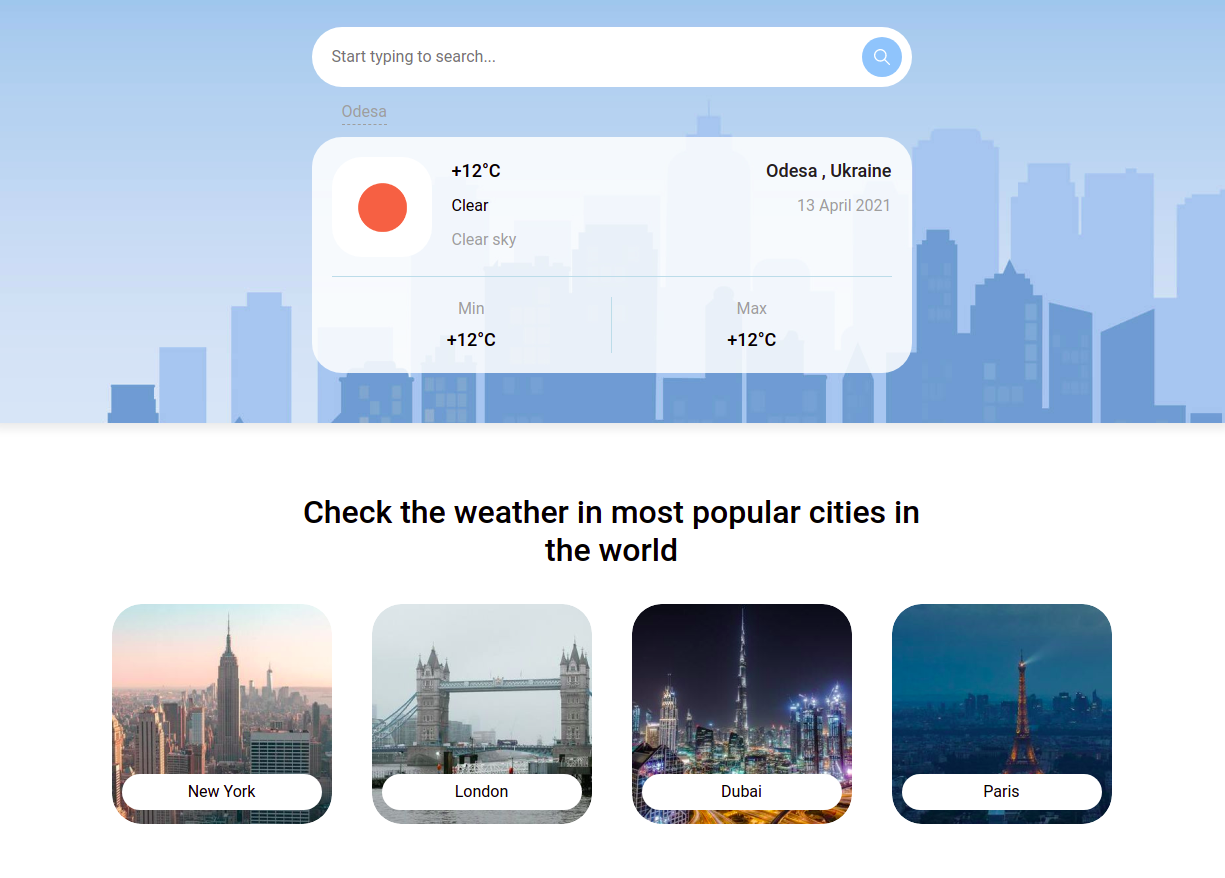 Start typing to search...
Odesa
+12°C
Odesa , Ukraine
Clear
13 April 2021
Clear sky
Min
Max
+12°C
+12°C
Check the weather in most popular cities in
the world
New York
London
Dubai
Paris